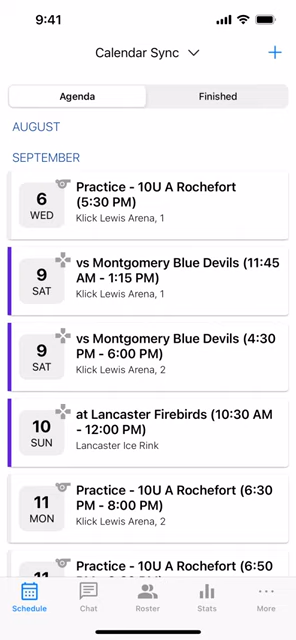 9:41
Calendar Sync
Agenda
Finished
AUGUST
SEPTEMBER
6
WED
Practice - 10U A Rochefort
(5:30 PM)
Klick Lewis Arena, 1
9
SAT
vs Montgomery Blue Devils (11:45
AM - 1:15 PM)
Klick Lewis Arena, 1
9
SAT
vs Montgomery Blue Devils (4:30
PM - 6:00 PM)
Klick Lewis Arena, 2
10
SUN
at Lancaster Firebirds (10:30 AM
- 12:00 PM)
Lancaster Ice Rink
11
MON
Practice - 10U A Rochefort (6:30
PM - 8:00 PM)
Klick Lewis Arena, 2
11
Practice - 10U A Rochefort (6:50
Schedule
Chat
Roster
Stats
More